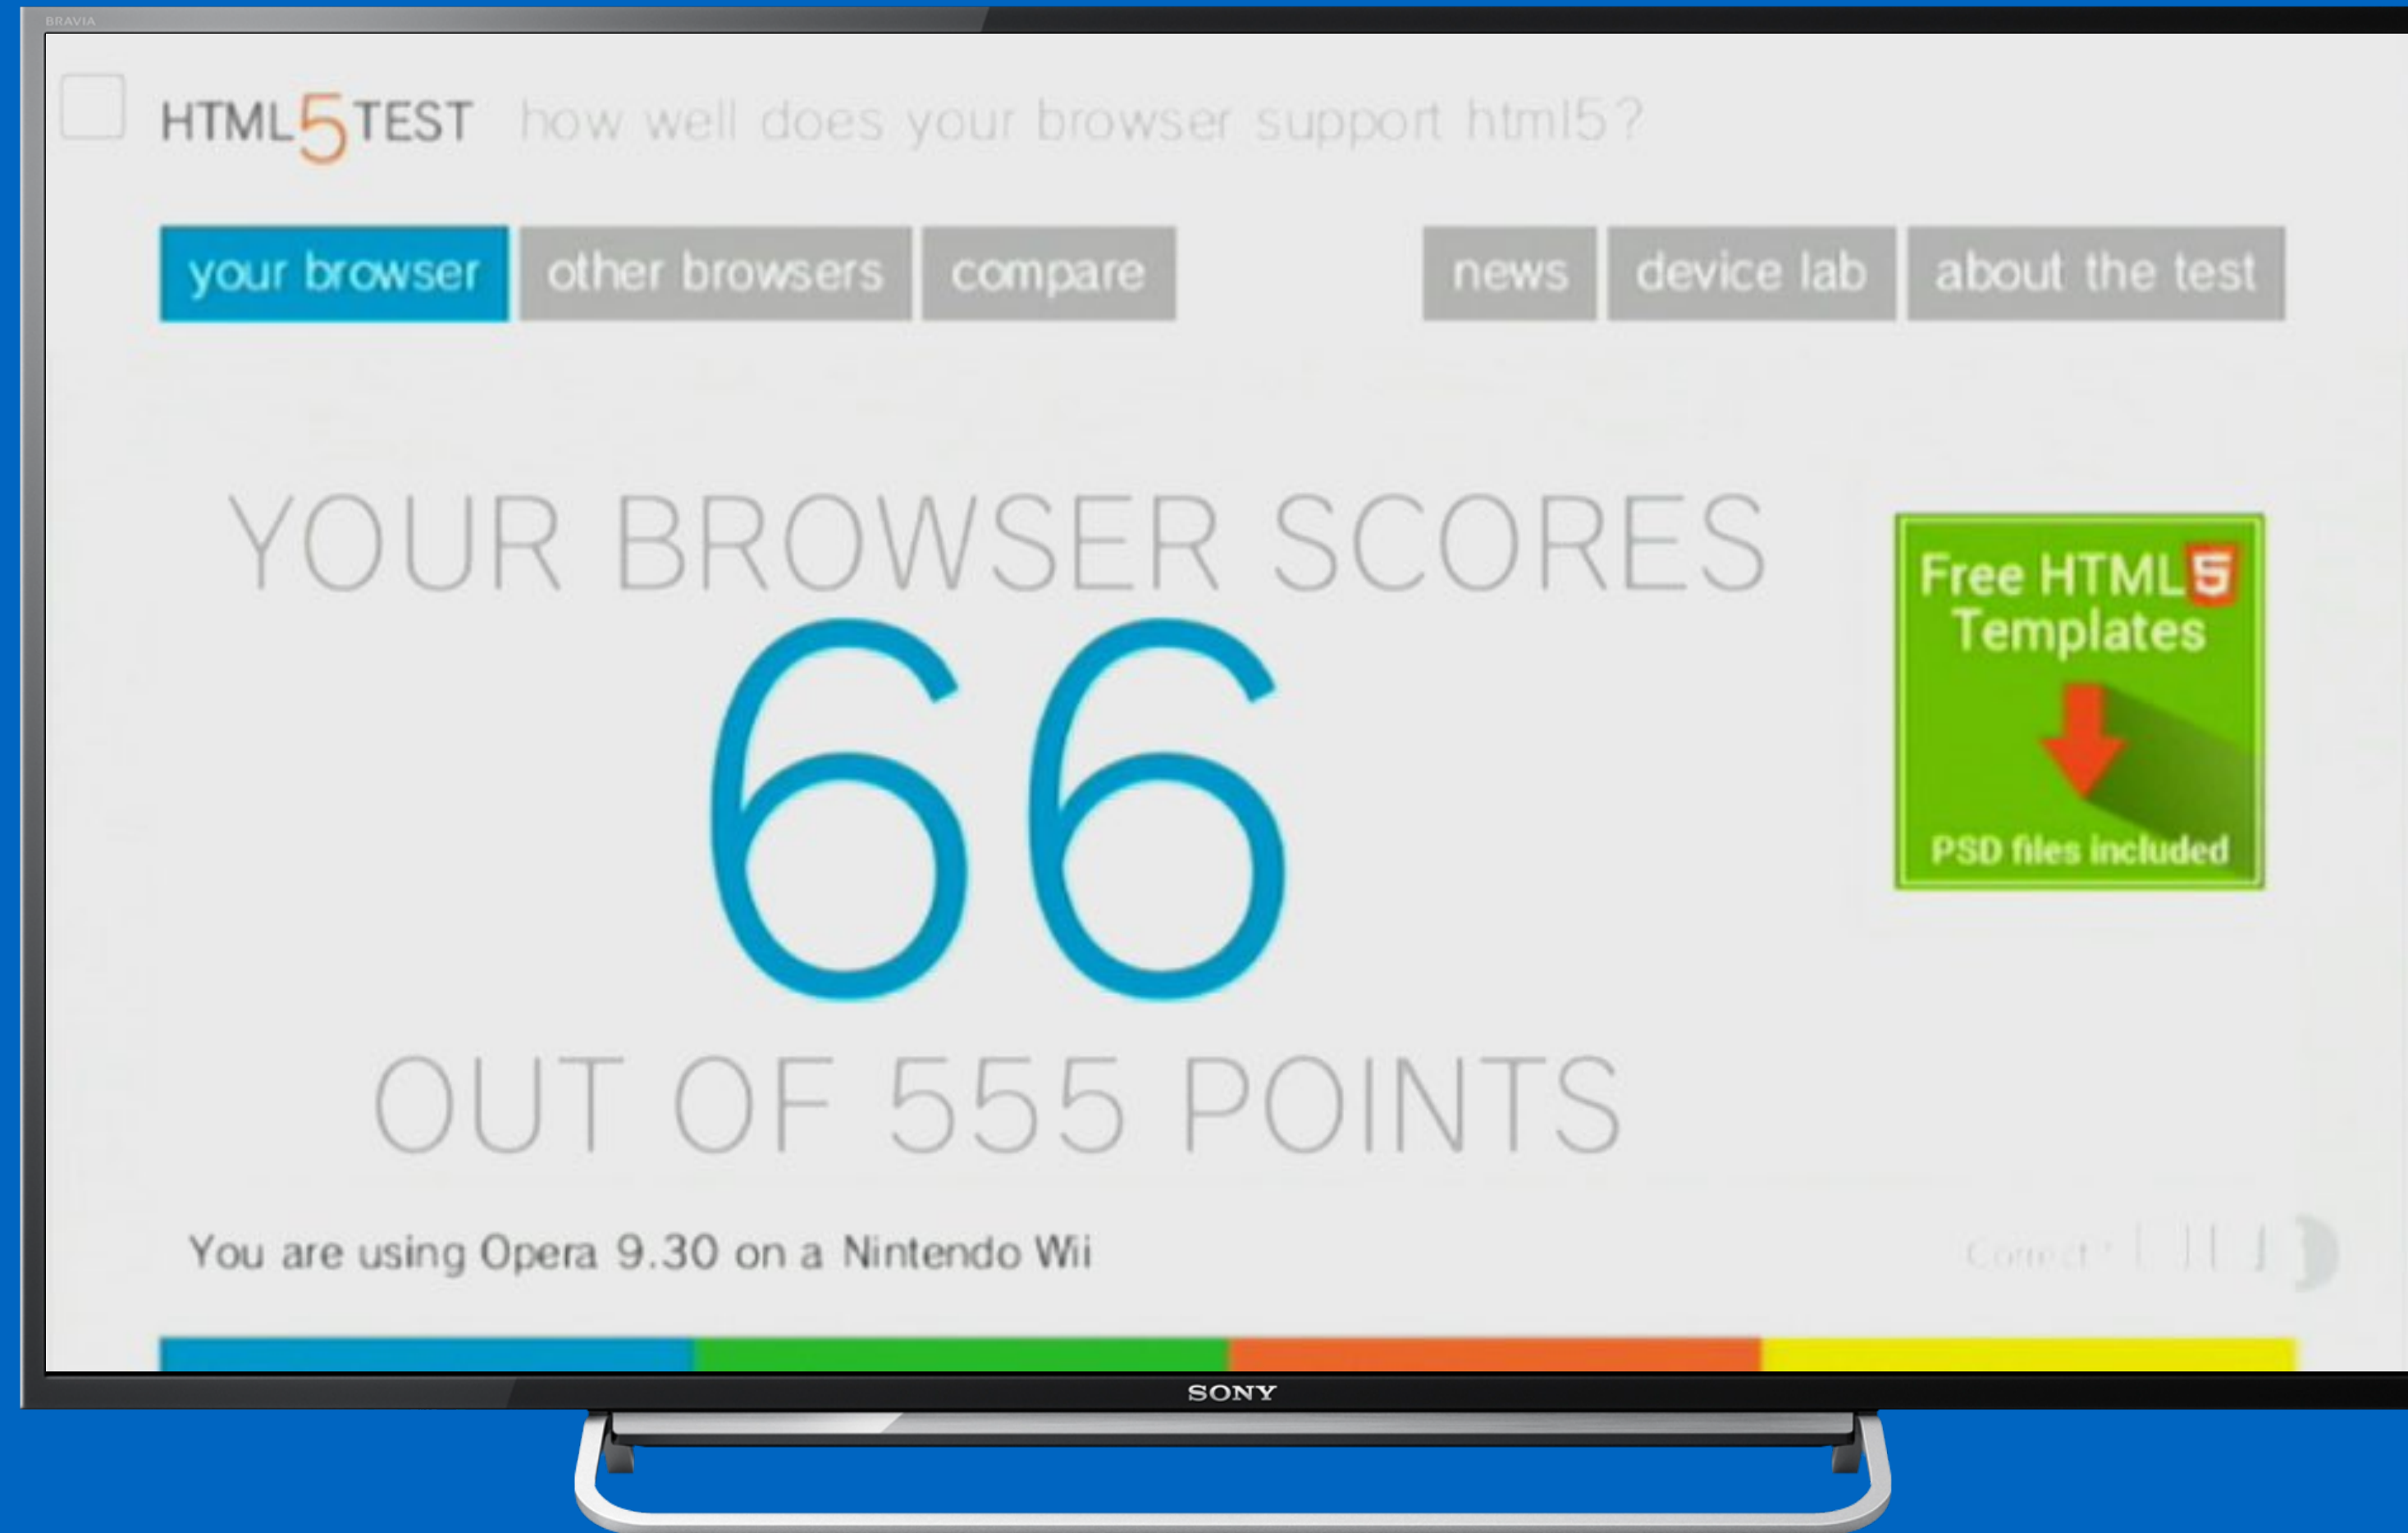 BRAVIA
HTML5TEST how well does your browser support html5?
your browser other browsers compare news device lab about the test
YOUR BROWSER SCORES
66
OUT OF 555 POINTS
Free HTML5
Templates
PSD files included
You are using Opera 9.30 on a Nintendo Wii
Correct?
SONY